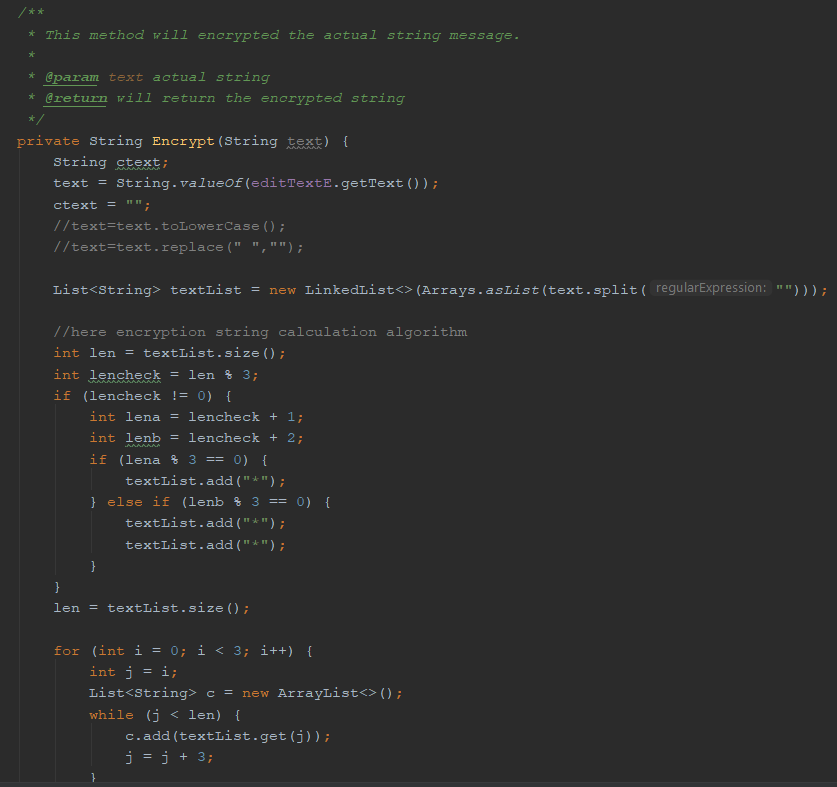 /**
* This method will encrypted the actual string message.
*
* @param text actual string
* @return will return the encrypted string
*/
private String Encrypt(String text) {
String ctext;
text = String.valueOf(editTextE.getText());
ctext = "";
//text=text.toLowerCase();
//text=text.replace(" ","");
List<String> textList = new LinkedList<>(Arrays.asList(text.split( regularExpression: "")));
//here encryption string calculation algorithm
int len = textList.size();
int lencheck = len % 3;
if (lencheck != 0) {
int lena = lencheck + 1;
int lenb = lencheck + 2;
if (lena % 3 == 0) {
textList.add("*");
} else if (lenb % 3 == 0) {
textList.add("*");
textList.add("*");
}
}
len = textList.size();
for (int i = 0; i < 3; i++) {
int j = i;
List<String> c = new ArrayList<>();
while (j < len) {
c.add(textList.get(j));
j = j + 3;
}